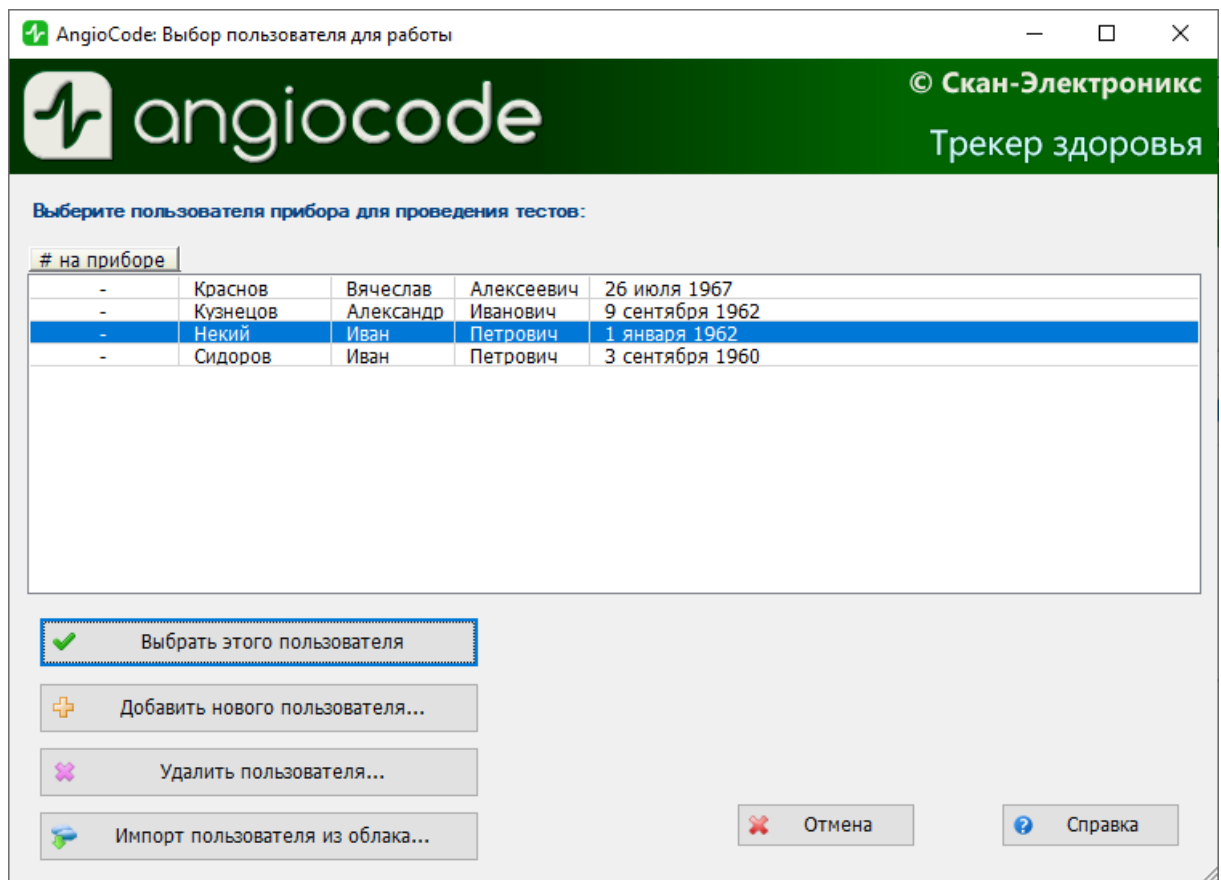 AngioCode: Выбор пользователя для работы
angiocode
© Скан-Электроникс
Трекер здоровья
Выберите пользователя прибора для проведения тестов:
# на приборе
- Краснов Вячеслав Алексеевич 26 июля 1967
- Кузнецов Александр Иванович 9 сентября 1962
- Некий Иван Петрович 1 января 1962
- Сидоров Иван Петрович 3 сентября 1960
Выбрать этого пользователя
Добавить нового пользователя...
Удалить пользователя...
Импорт пользователя из облака...
Отмена
Справка